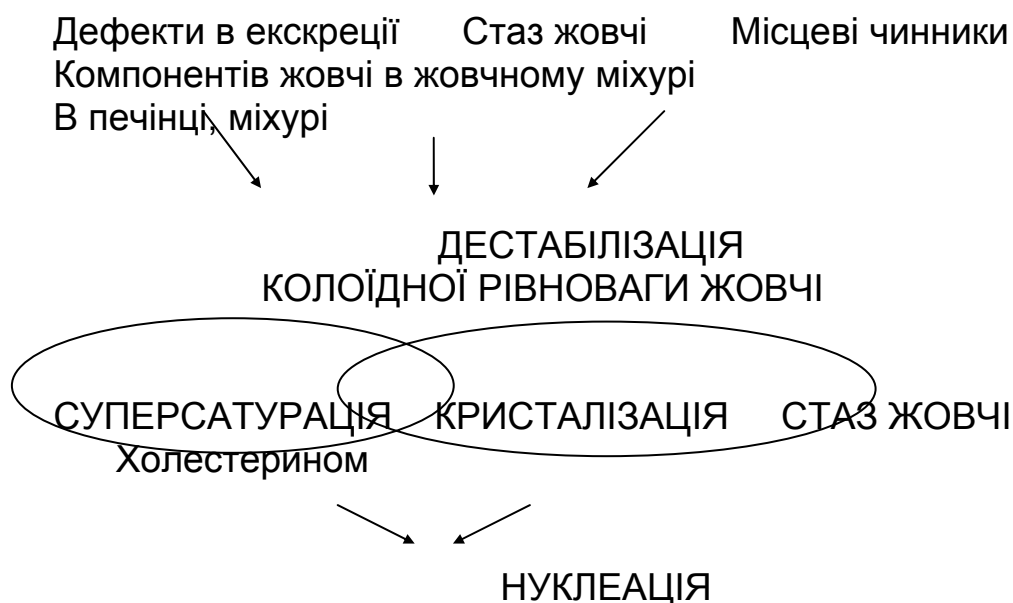 Дефекти в екскреції Стаз жовчі Місцеві чинники
Компонентів жовчі в жовчному міхурі
В печінці, міхурі
ДЕСТАБІЛІЗАЦІЯ
КОЛОЇДНОЇ РІВНОВАГИ ЖОВЧІ
СУПЕРСАТУРАЦІЯ КРИСТАЛІЗАЦІЯ СТАЗ ЖОВЧІ
Холестерином
НУКЛЕАЦІЯ